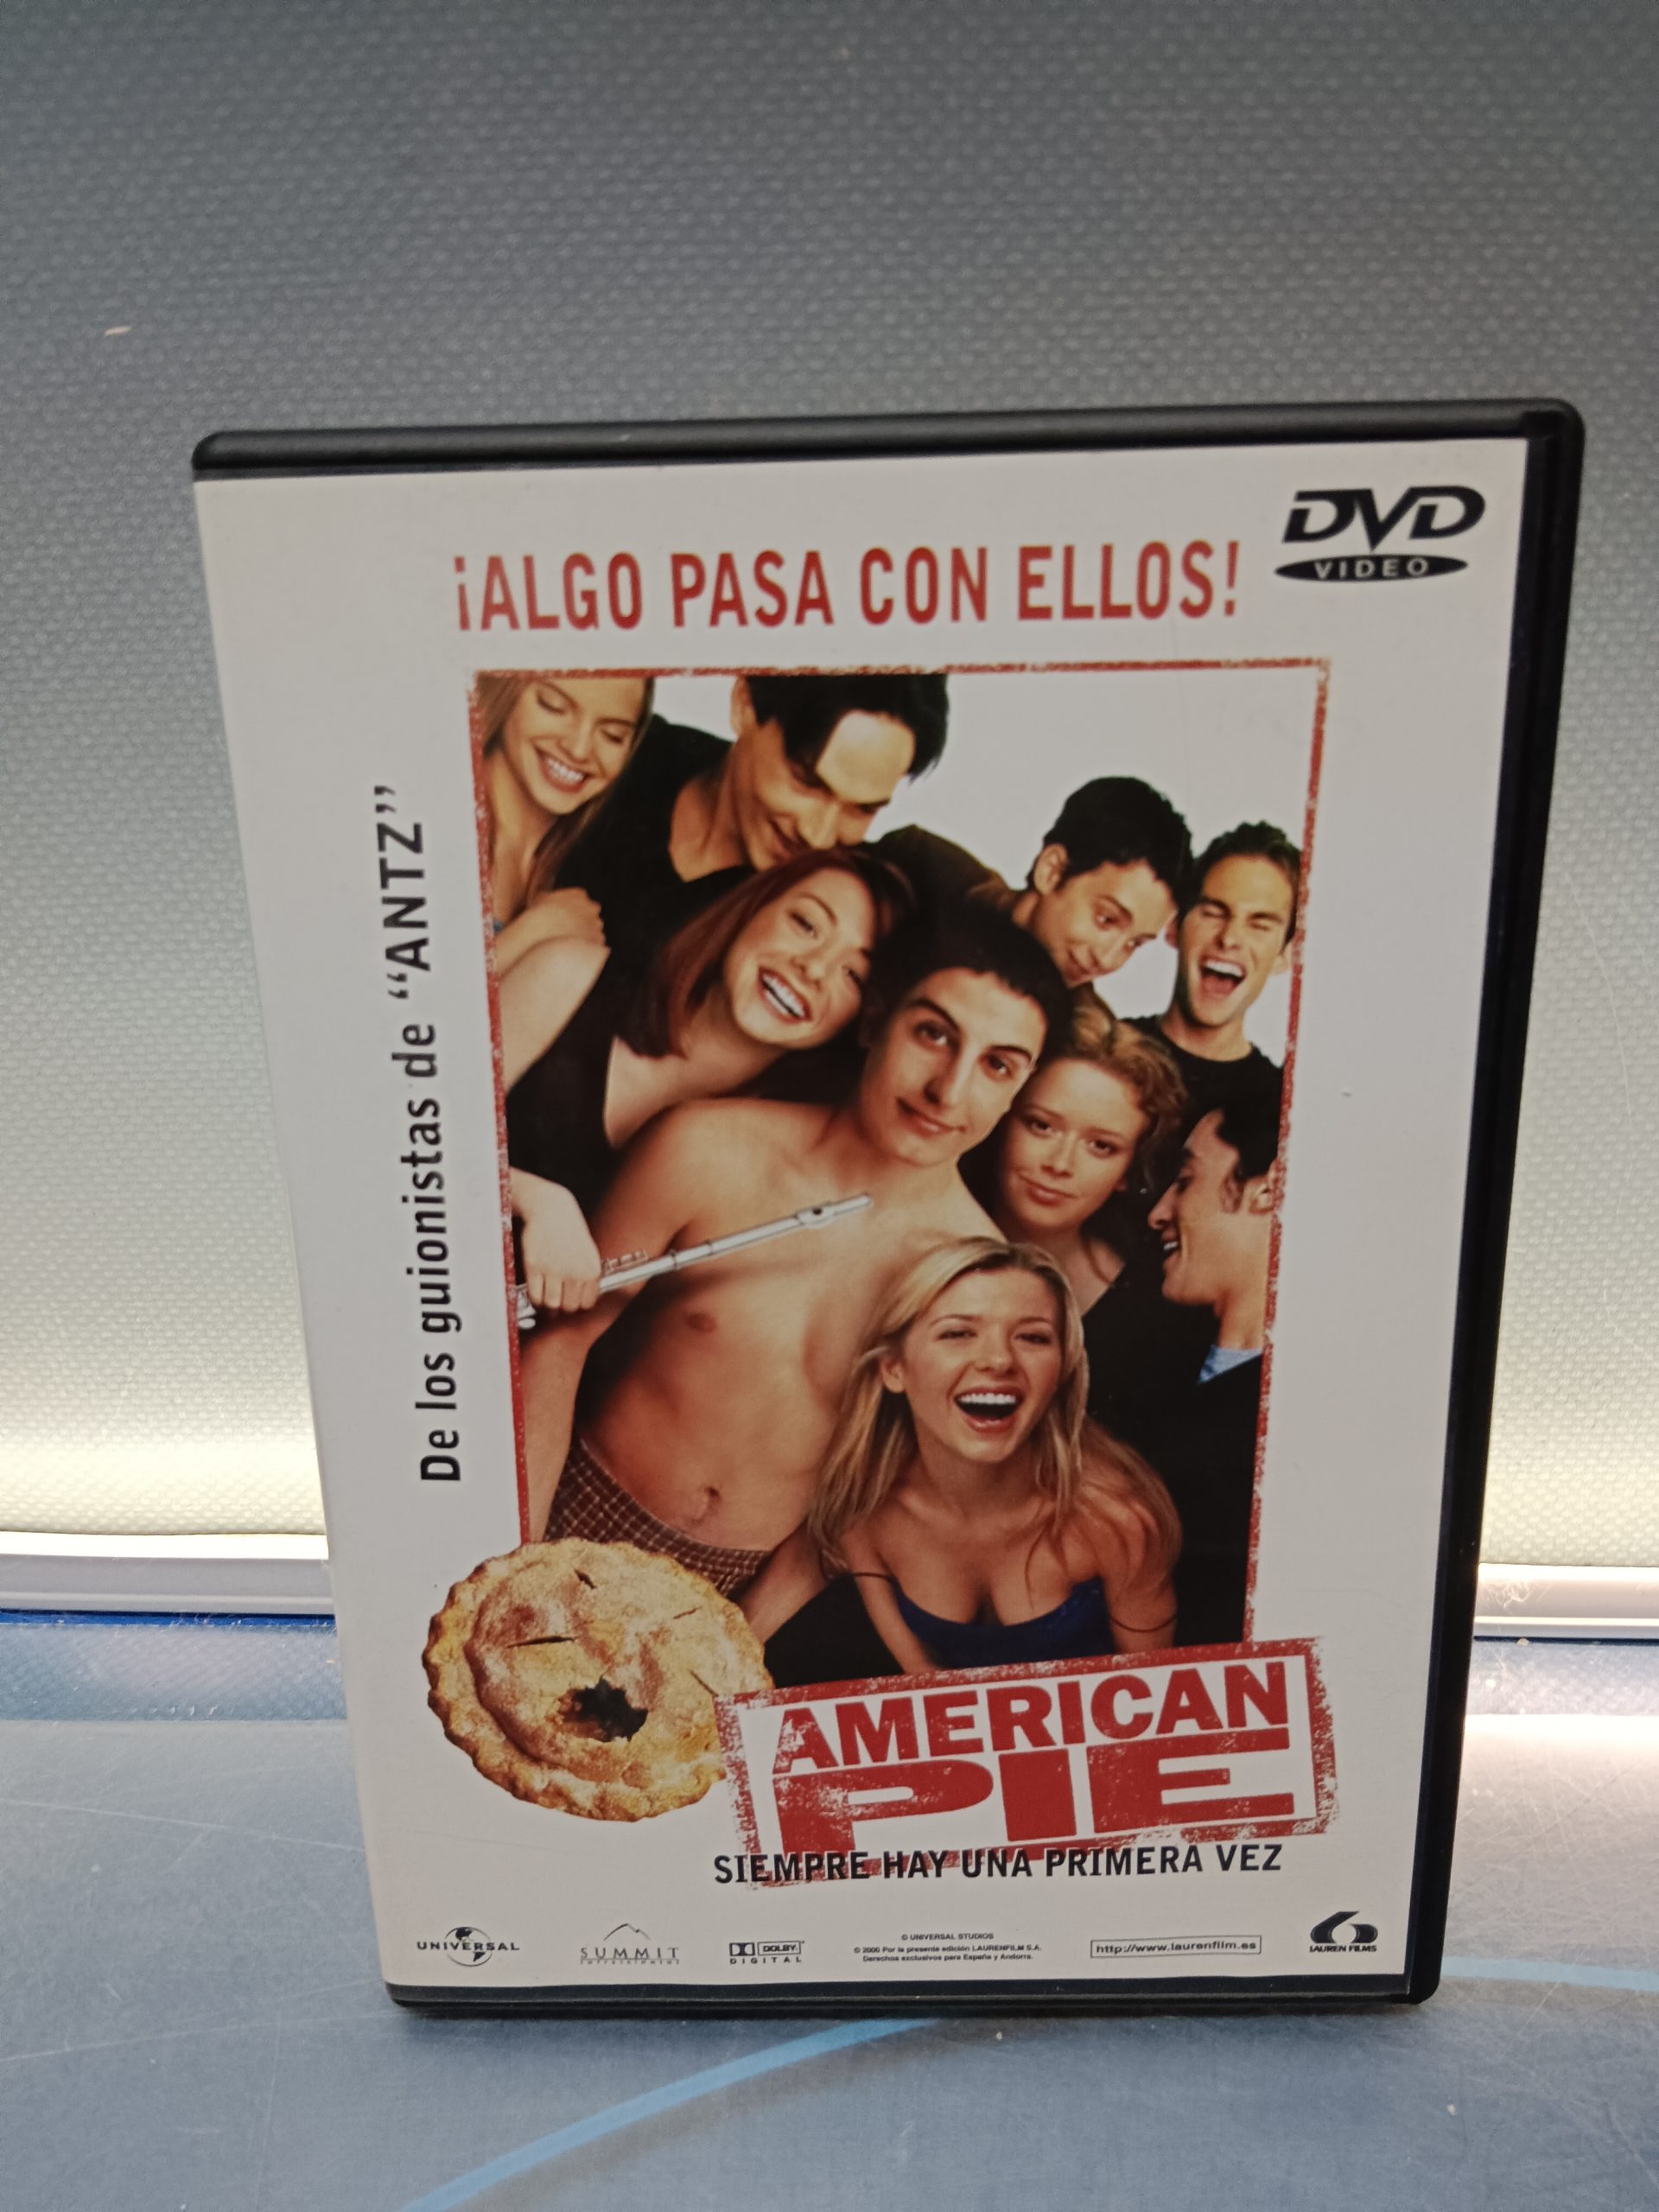 DVD
VIDEO
¡ALGO PASA CON ELLOS!
De los guionistas de “ANTZ”
AMERICAN
PIE
SIEMPRE HAY UNA PRIMERA VEZ
UNIVERSAL
SUMMIT
ENTERTAINMENT
DOLBY
DIGITAL
© UNIVERSAL STUDIOS
© 2000 Por la presente edición LAURENFILM S.A.
Derechos exclusivos para España y Andorra.
http://www.laurenfilm.es
LAUREN FILMS